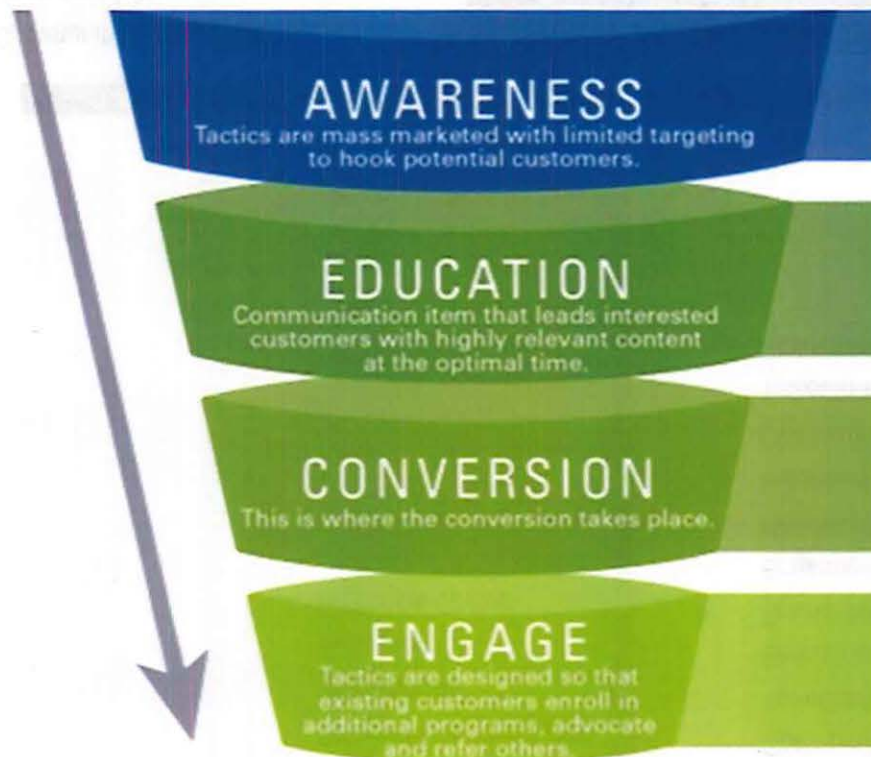 AWARENESS
Tactics are mass marketed with limited targeting
to hook potential customers.
EDUCATION
Communication item that leads interested
customers with highly relevant content
at the optimal time.
CONVERSION
This is where the conversion takes place.
ENGAGE
Tactics are designed so that
existing customers enroll in
additional programs, advocate
and refer others.